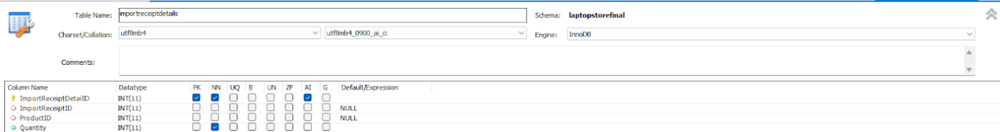 Table Name: importreceiptdetails Schema: laptopstorefinal
Charset/Collation: utf8mb4 utf8mb4_0900_ai_ci Engine: InnoDB
Comments:
Column Name Datatype PK NN UQ B UN ZF AI G Default/Expression
ImportReceiptDetailID INT(11)
ImportReceiptID INT(11) NULL
ProductID INT(11) NULL
Quantity INT(11)